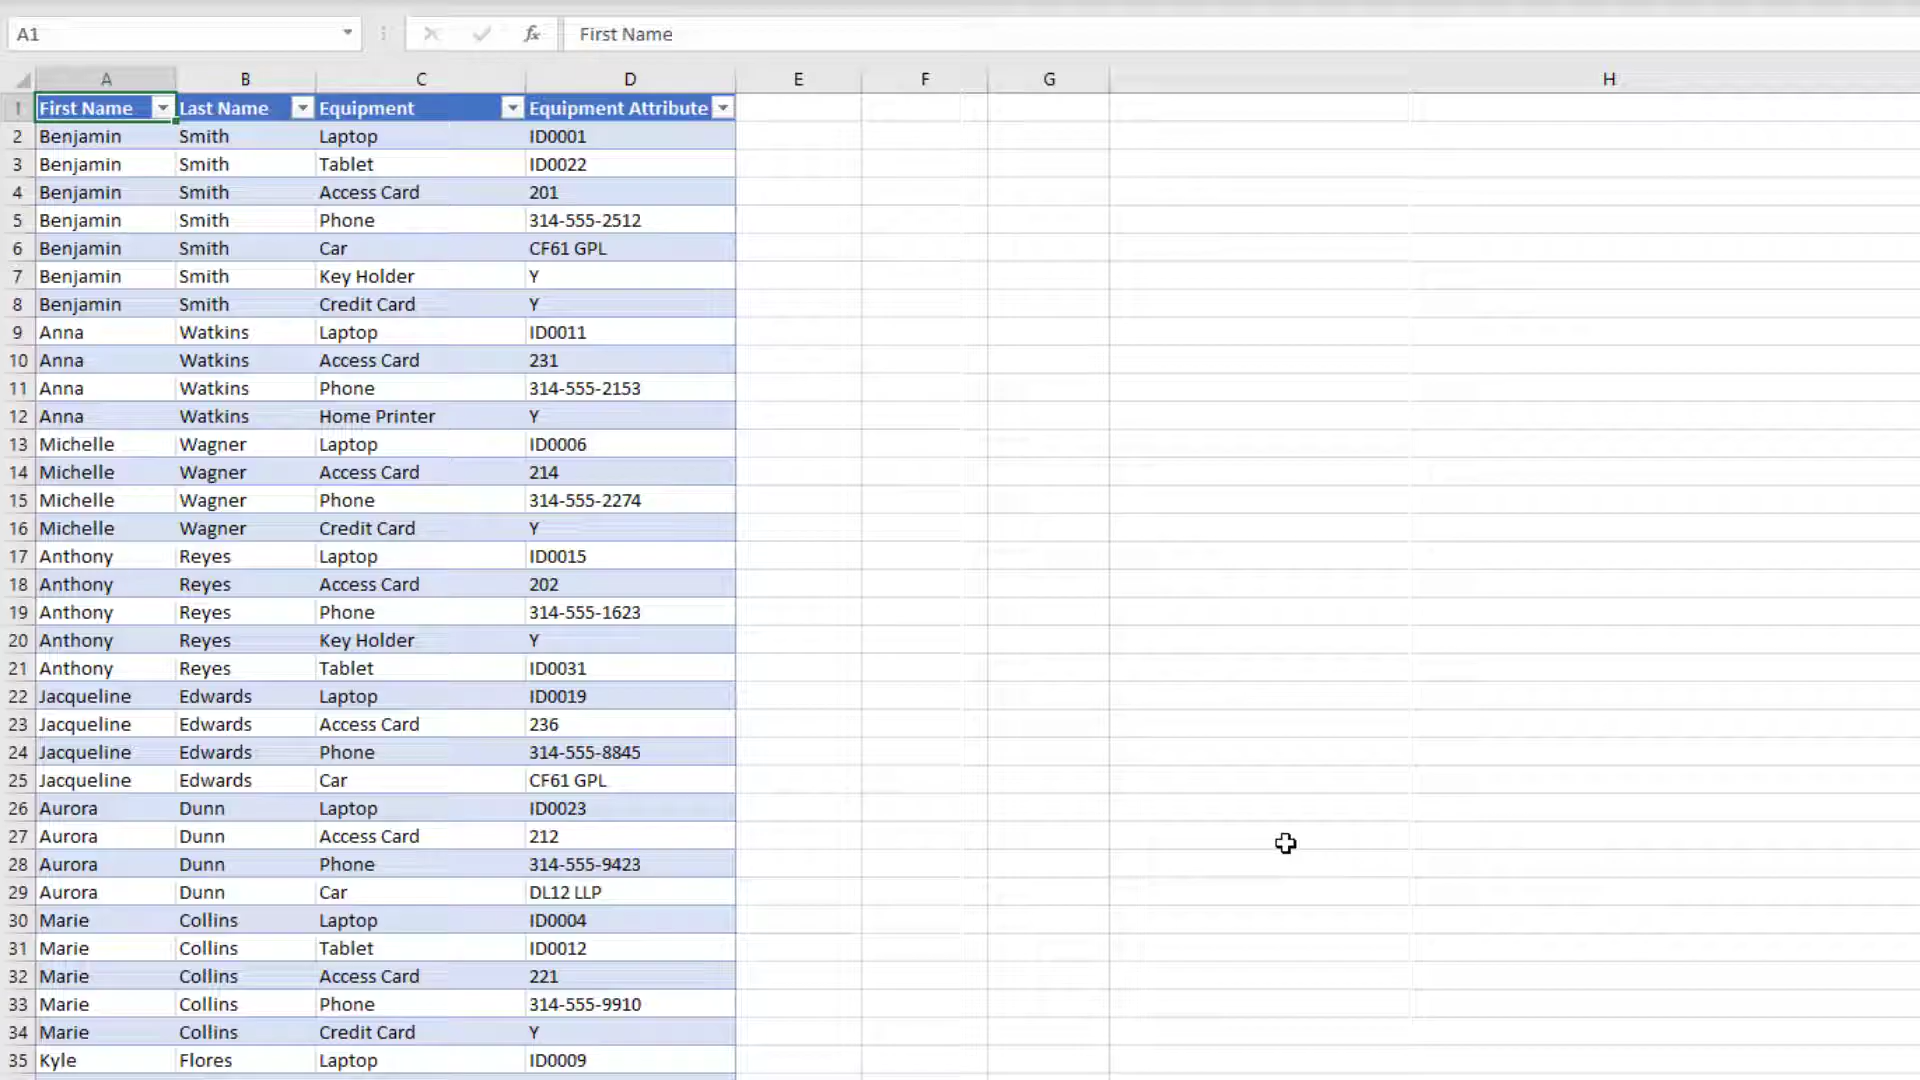 A1 fx First Name
A B C D E F G H
1 First Name Last Name Equipment Equipment Attribute
2 Benjamin Smith Laptop ID0001
3 Benjamin Smith Tablet ID0022
4 Benjamin Smith Access Card 201
5 Benjamin Smith Phone 314-555-2512
6 Benjamin Smith Car CF61 GPL
7 Benjamin Smith Key Holder Y
8 Benjamin Smith Credit Card Y
9 Anna Watkins Laptop ID0011
10 Anna Watkins Access Card 231
11 Anna Watkins Phone 314-555-2153
12 Anna Watkins Home Printer Y
13 Michelle Wagner Laptop ID0006
14 Michelle Wagner Access Card 214
15 Michelle Wagner Phone 314-555-2274
16 Michelle Wagner Credit Card Y
17 Anthony Reyes Laptop ID0015
18 Anthony Reyes Access Card 202
19 Anthony Reyes Phone 314-555-1623
20 Anthony Reyes Key Holder Y
21 Anthony Reyes Tablet ID0031
22 Jacqueline Edwards Laptop ID0019
23 Jacqueline Edwards Access Card 236
24 Jacqueline Edwards Phone 314-555-8845
25 Jacqueline Edwards Car CF61 GPL
26 Aurora Dunn Laptop ID0023
27 Aurora Dunn Access Card 212
28 Aurora Dunn Phone 314-555-9423
29 Aurora Dunn Car DL12 LLP
30 Marie Collins Laptop ID0004
31 Marie Collins Tablet ID0012
32 Marie Collins Access Card 221
33 Marie Collins Phone 314-555-9910
34 Marie Collins Credit Card Y
35 Kyle Flores Laptop ID0009